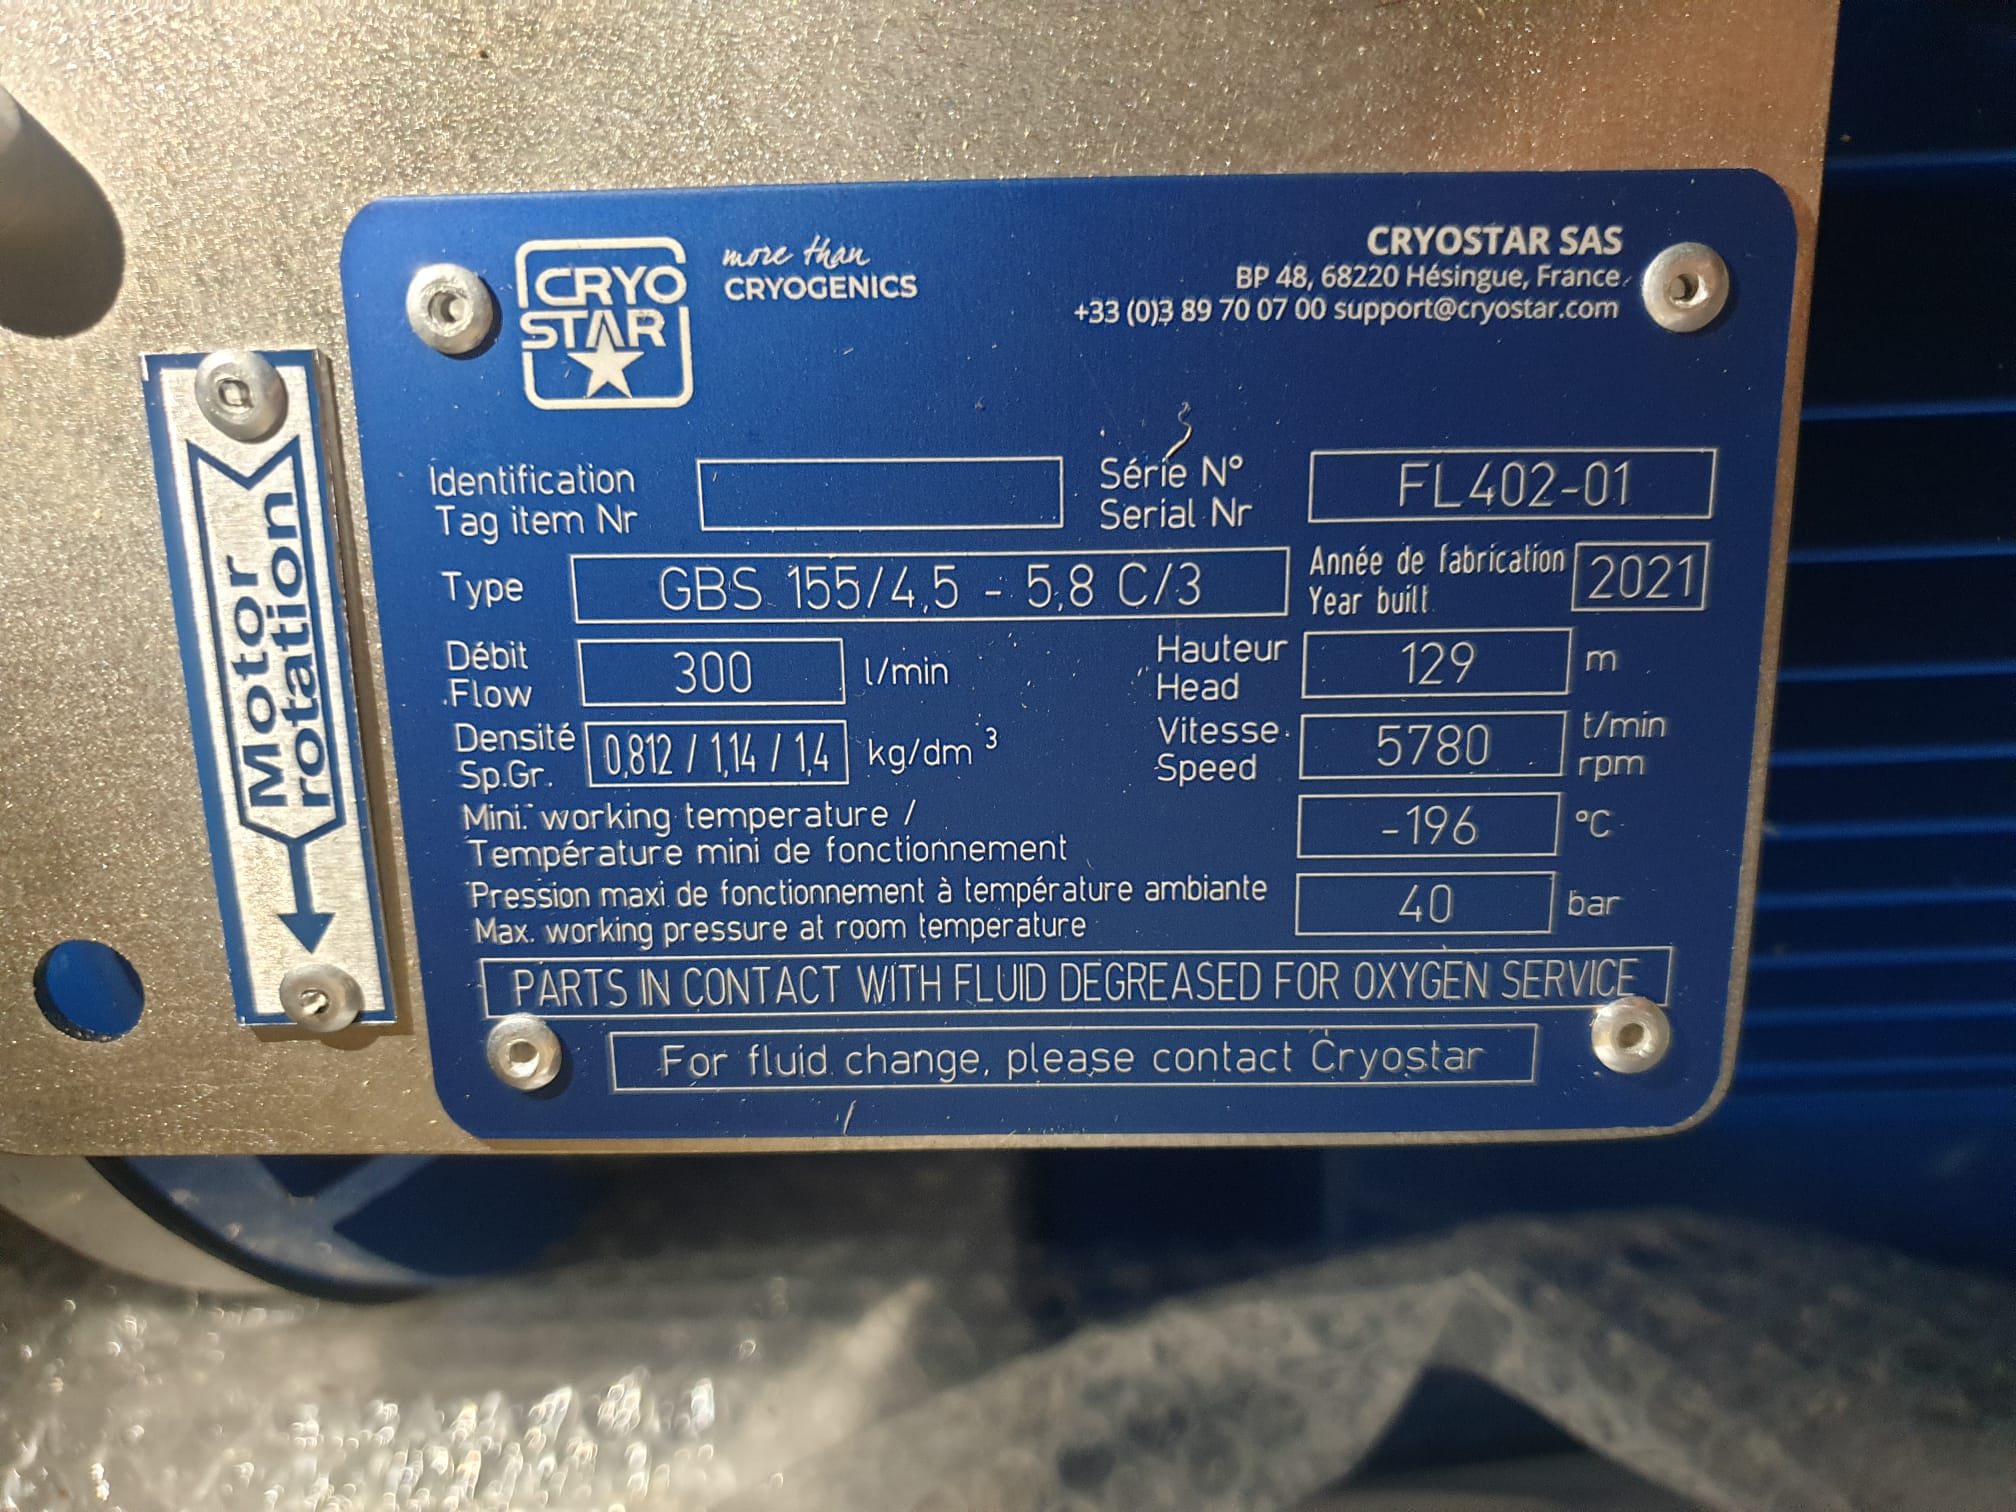 CRYO
STAR
more than
CRYOGENICS
CRYOSTAR SAS
BP 48, 68220 Hésingue, France
+33 (0)3 89 70 07 00 support@cryostar.com
Motor
rotation
Identification
Tag item Nr
Série N°
Serial Nr
FL402-01
Type
GBS 155/4,5 - 5,8 C/3
Année de fabrication
Year built
2021
Débit
Flow
300
l/min
Hauteur
Head
129
m
Densité
Sp.Gr.
0,812 / 1,14 / 1,4
kg/dm³
Vitesse
Speed
5780
t/min
rpm
Mini. working temperature /
Température mini de fonctionnement
-196
°C
Pression maxi de fonctionnement à température ambiante
Max. working pressure at room temperature
40
bar
PARTS IN CONTACT WITH FLUID DEGREASED FOR OXYGEN SERVICE
For fluid change, please contact Cryostar